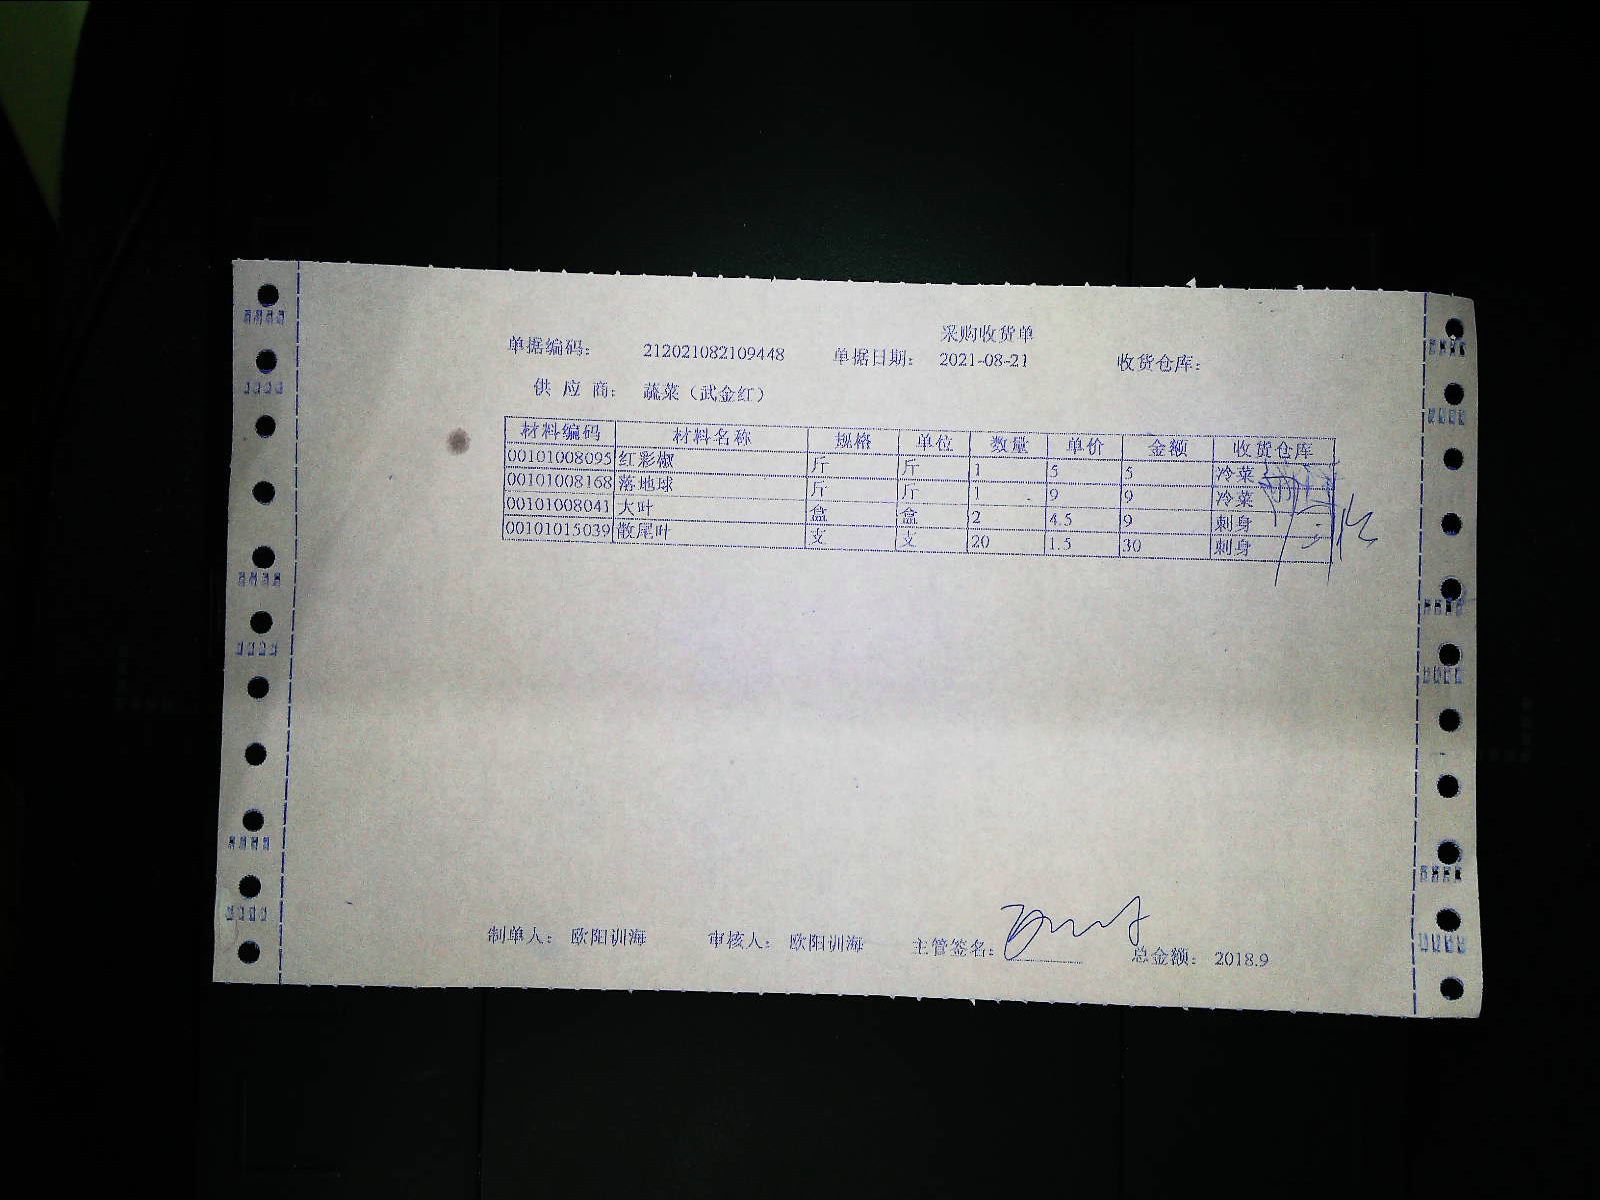 采购收货单
单据编码： 212021082109448 单据日期： 2021-08-21 收货仓库：
供 应 商： 蔬菜（武金红）
材料编码 材料名称 规格 单位 数量 单价 金额 收货仓库
00101008095 红彩椒 斤 斤 1 5 5 冷菜
00101008168 落地球 斤 斤 1 9 9 冷菜
00101008041 大叶 盒 盒 2 4.5 9 刺身
00101015039 散尾叶 支 支 20 1.5 30 刺身
制单人： 欧阳训海 审核人： 欧阳训海 主管签名： 总金额： 2018.9